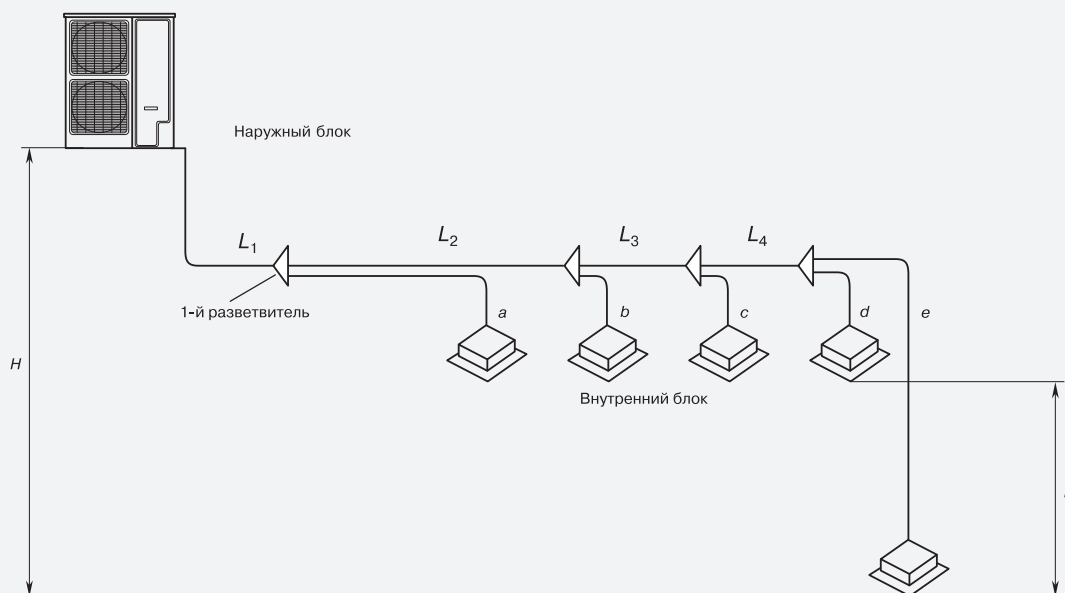 Наружный блок
L1
L2
L3
L4
1-й разветвитель
a
b
c
d
e
H
Внутренний блок